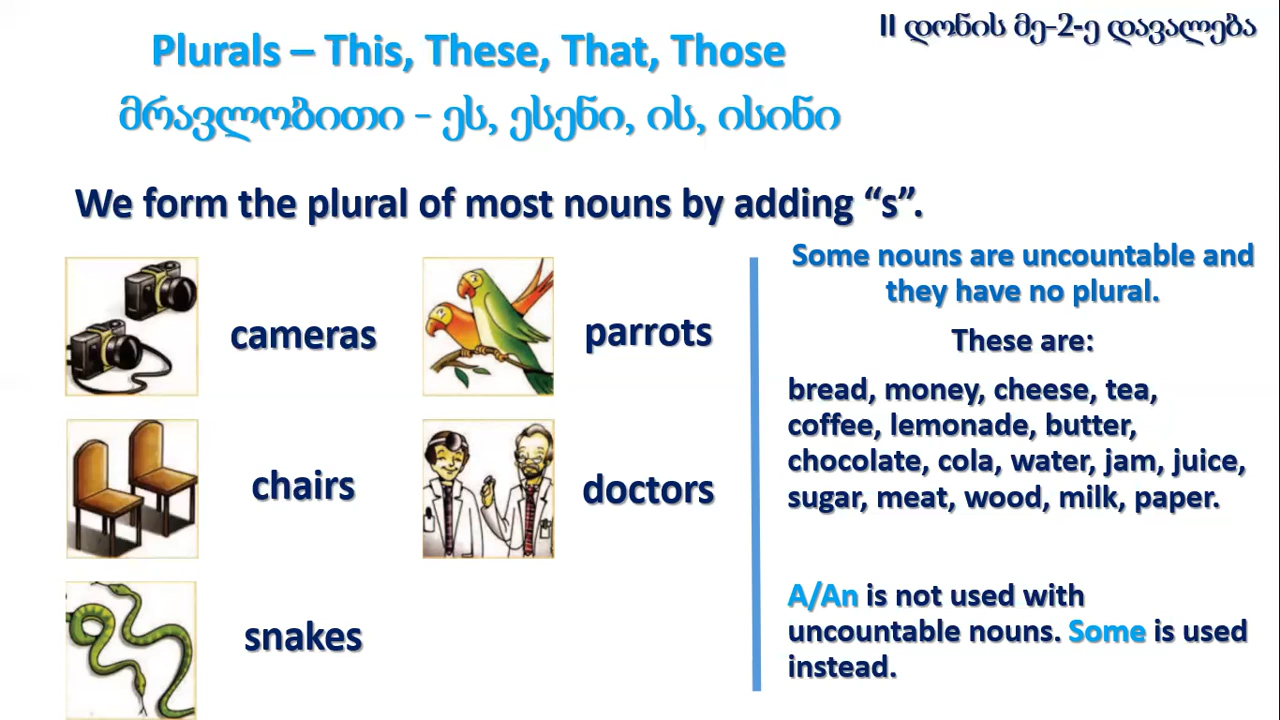 II დონის მე-2-ე დავალება
Plurals – This, These, That, Those
მრავლობითი - ეს, ესენი, ის, ისინი
We form the plural of most nouns by adding “s”.
cameras
parrots
chairs
doctors
snakes
Some nouns are uncountable and
they have no plural.
These are:
bread, money, cheese, tea,
coffee, lemonade, butter,
chocolate, cola, water, jam, juice,
sugar, meat, wood, milk, paper.
A/An is not used with
uncountable nouns. Some is used
instead.